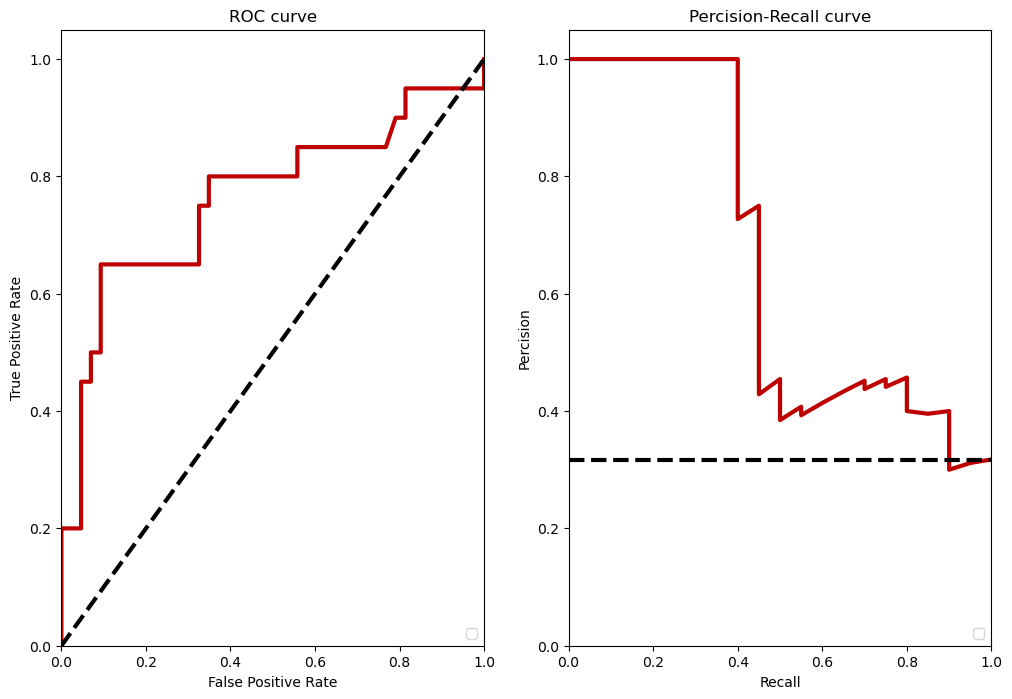 ROC curve
1.0
0.8
0.6
0.4
0.2
0.0
True Positive Rate
0.0 0.2 0.4 0.6 0.8 1.0
False Positive Rate
Percision-Recall curve
1.0
0.8
0.6
0.4
0.2
0.0
Percision
0.0 0.2 0.4 0.6 0.8 1.0
Recall